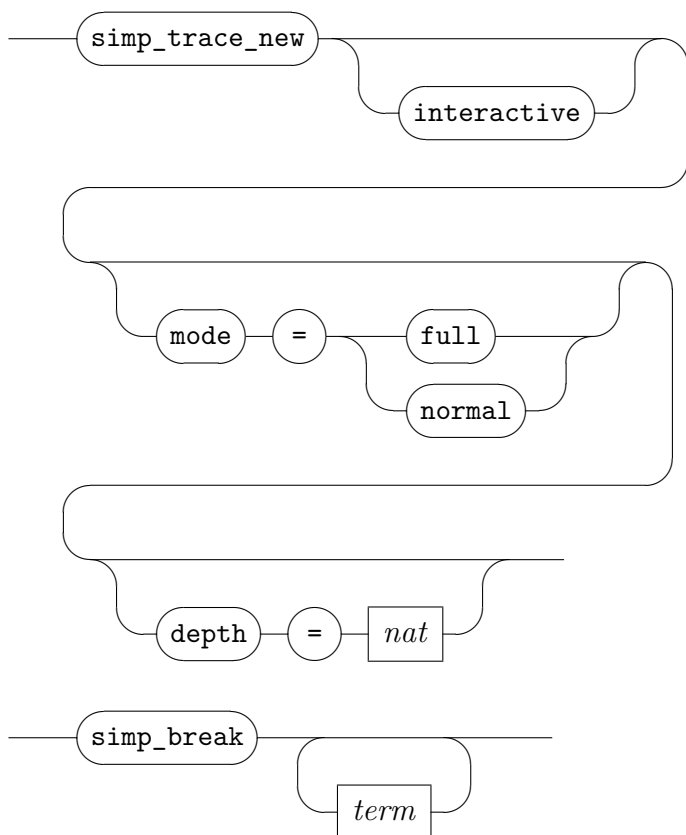 simp_trace_new
interactive
mode = full
normal
depth = nat
simp_break
term